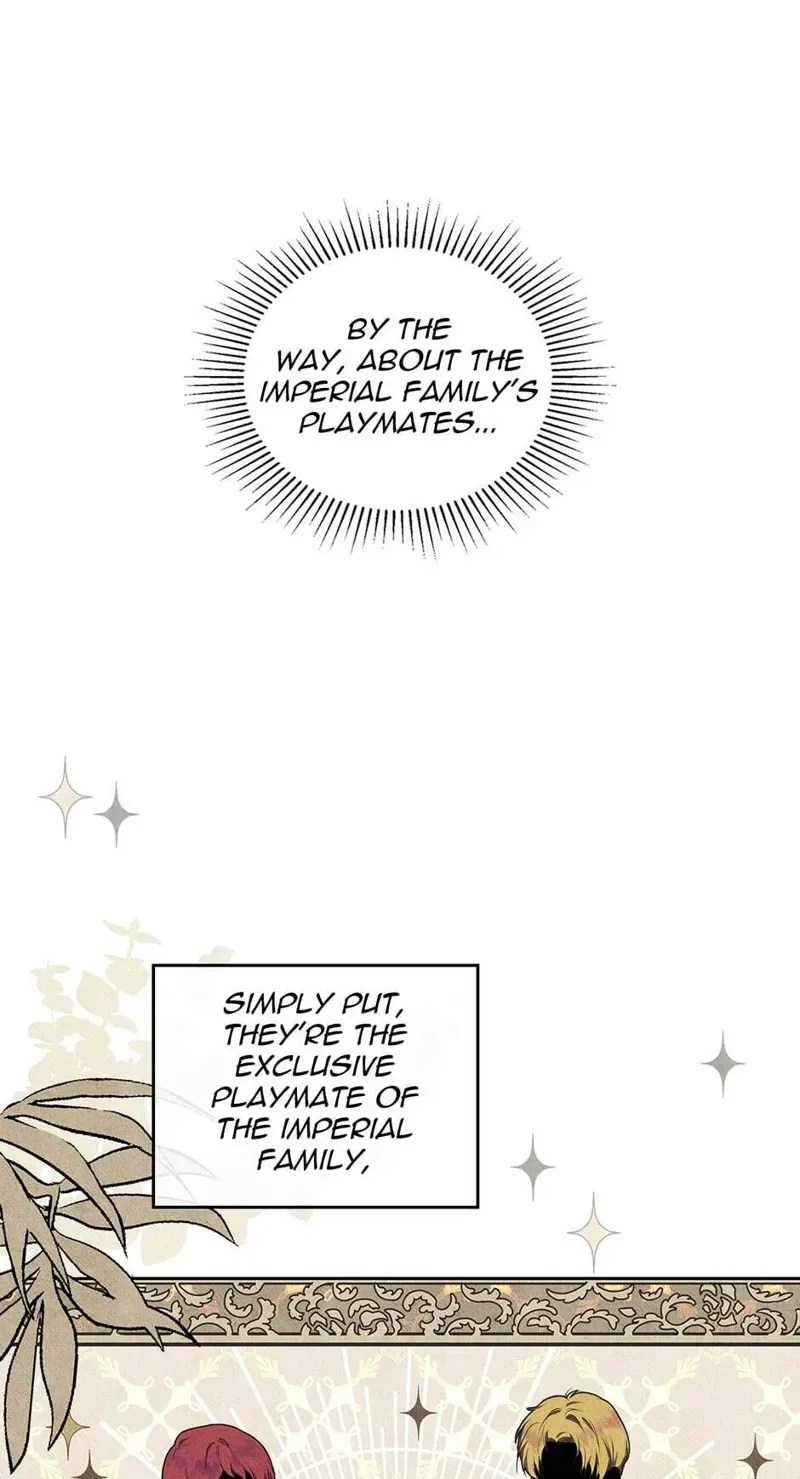 BY THE
WAY, ABOUT THE
IMPERIAL FAMILY'S
PLAYMATES...
SIMPLY PUT,
THEY'RE THE
EXCLUSIVE
PLAYMATE OF
THE IMPERIAL
FAMILY,